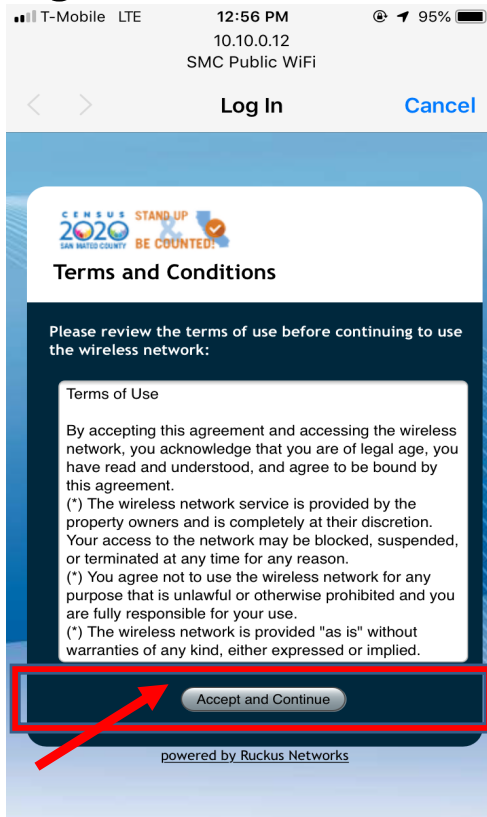 T-Mobile LTE 12:56 PM 95%
10.10.0.12
SMC Public WiFi
Log In Cancel
CENSUS
2020
SAN MATEO COUNTY
STAND UP
&
BE COUNTED!
Terms and Conditions
Please review the terms of use before continuing to use
the wireless network:
Terms of Use
By accepting this agreement and accessing the wireless
network, you acknowledge that you are of legal age, you
have read and understood, and agree to be bound by
this agreement.
(*) The wireless network service is provided by the
property owners and is completely at their discretion.
Your access to the network may be blocked, suspended,
or terminated at any time for any reason.
(*) You agree not to use the wireless network for any
purpose that is unlawful or otherwise prohibited and you
are fully responsible for your use.
(*) The wireless network is provided "as is" without
warranties of any kind, either expressed or implied.
Accept and Continue
powered by Ruckus Networks